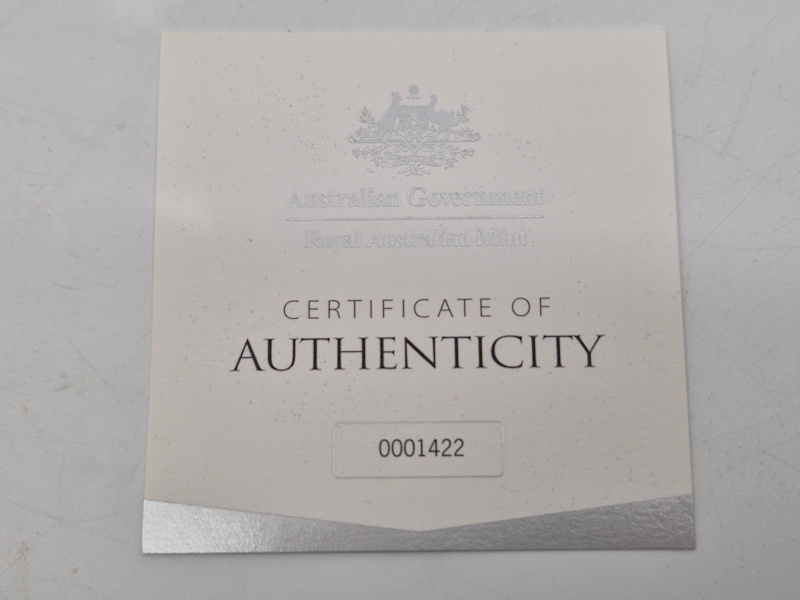 Australian Government
Royal Australian Mint
CERTIFICATE OF
AUTHENTICITY
0001422